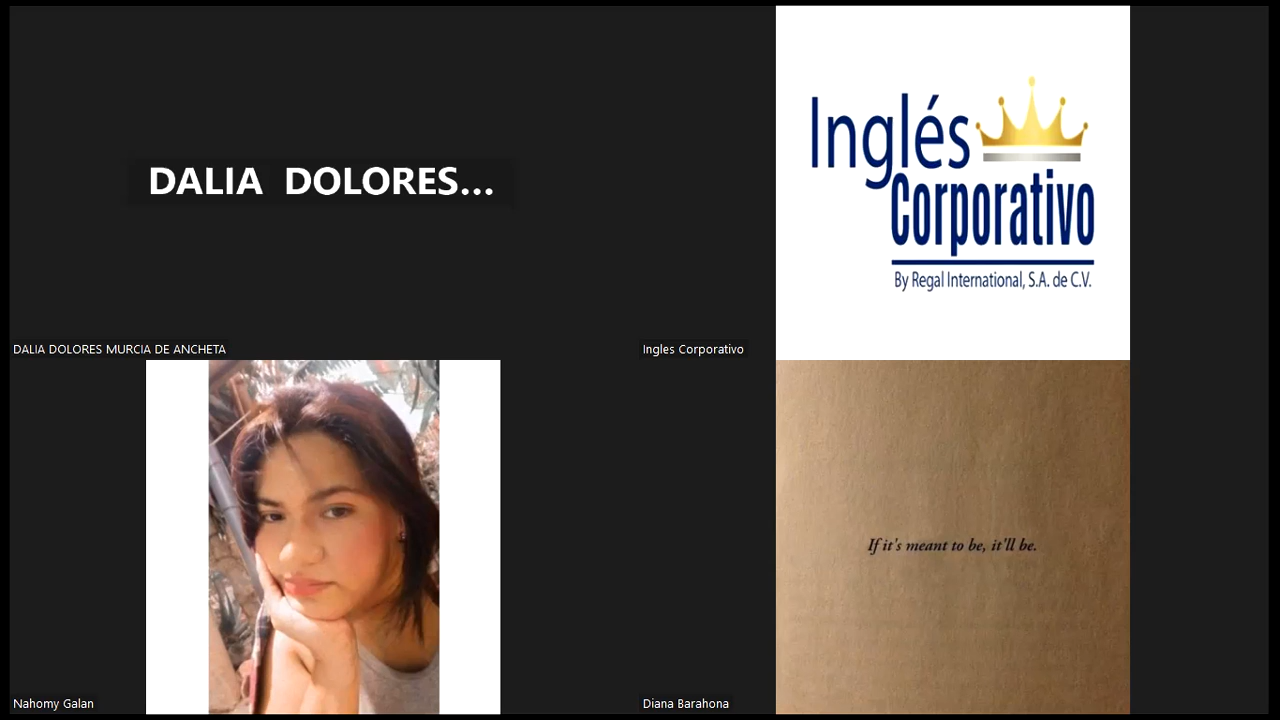 DALIA DOLORES...
DALIA DOLORES MURCIA DE ANCHETA
Inglés
Corporativo
By Regal International, S.A. de C.V.
Ingles Corporativo
Nahomy Galan
If it's meant to be, it'll be.
Diana Barahona